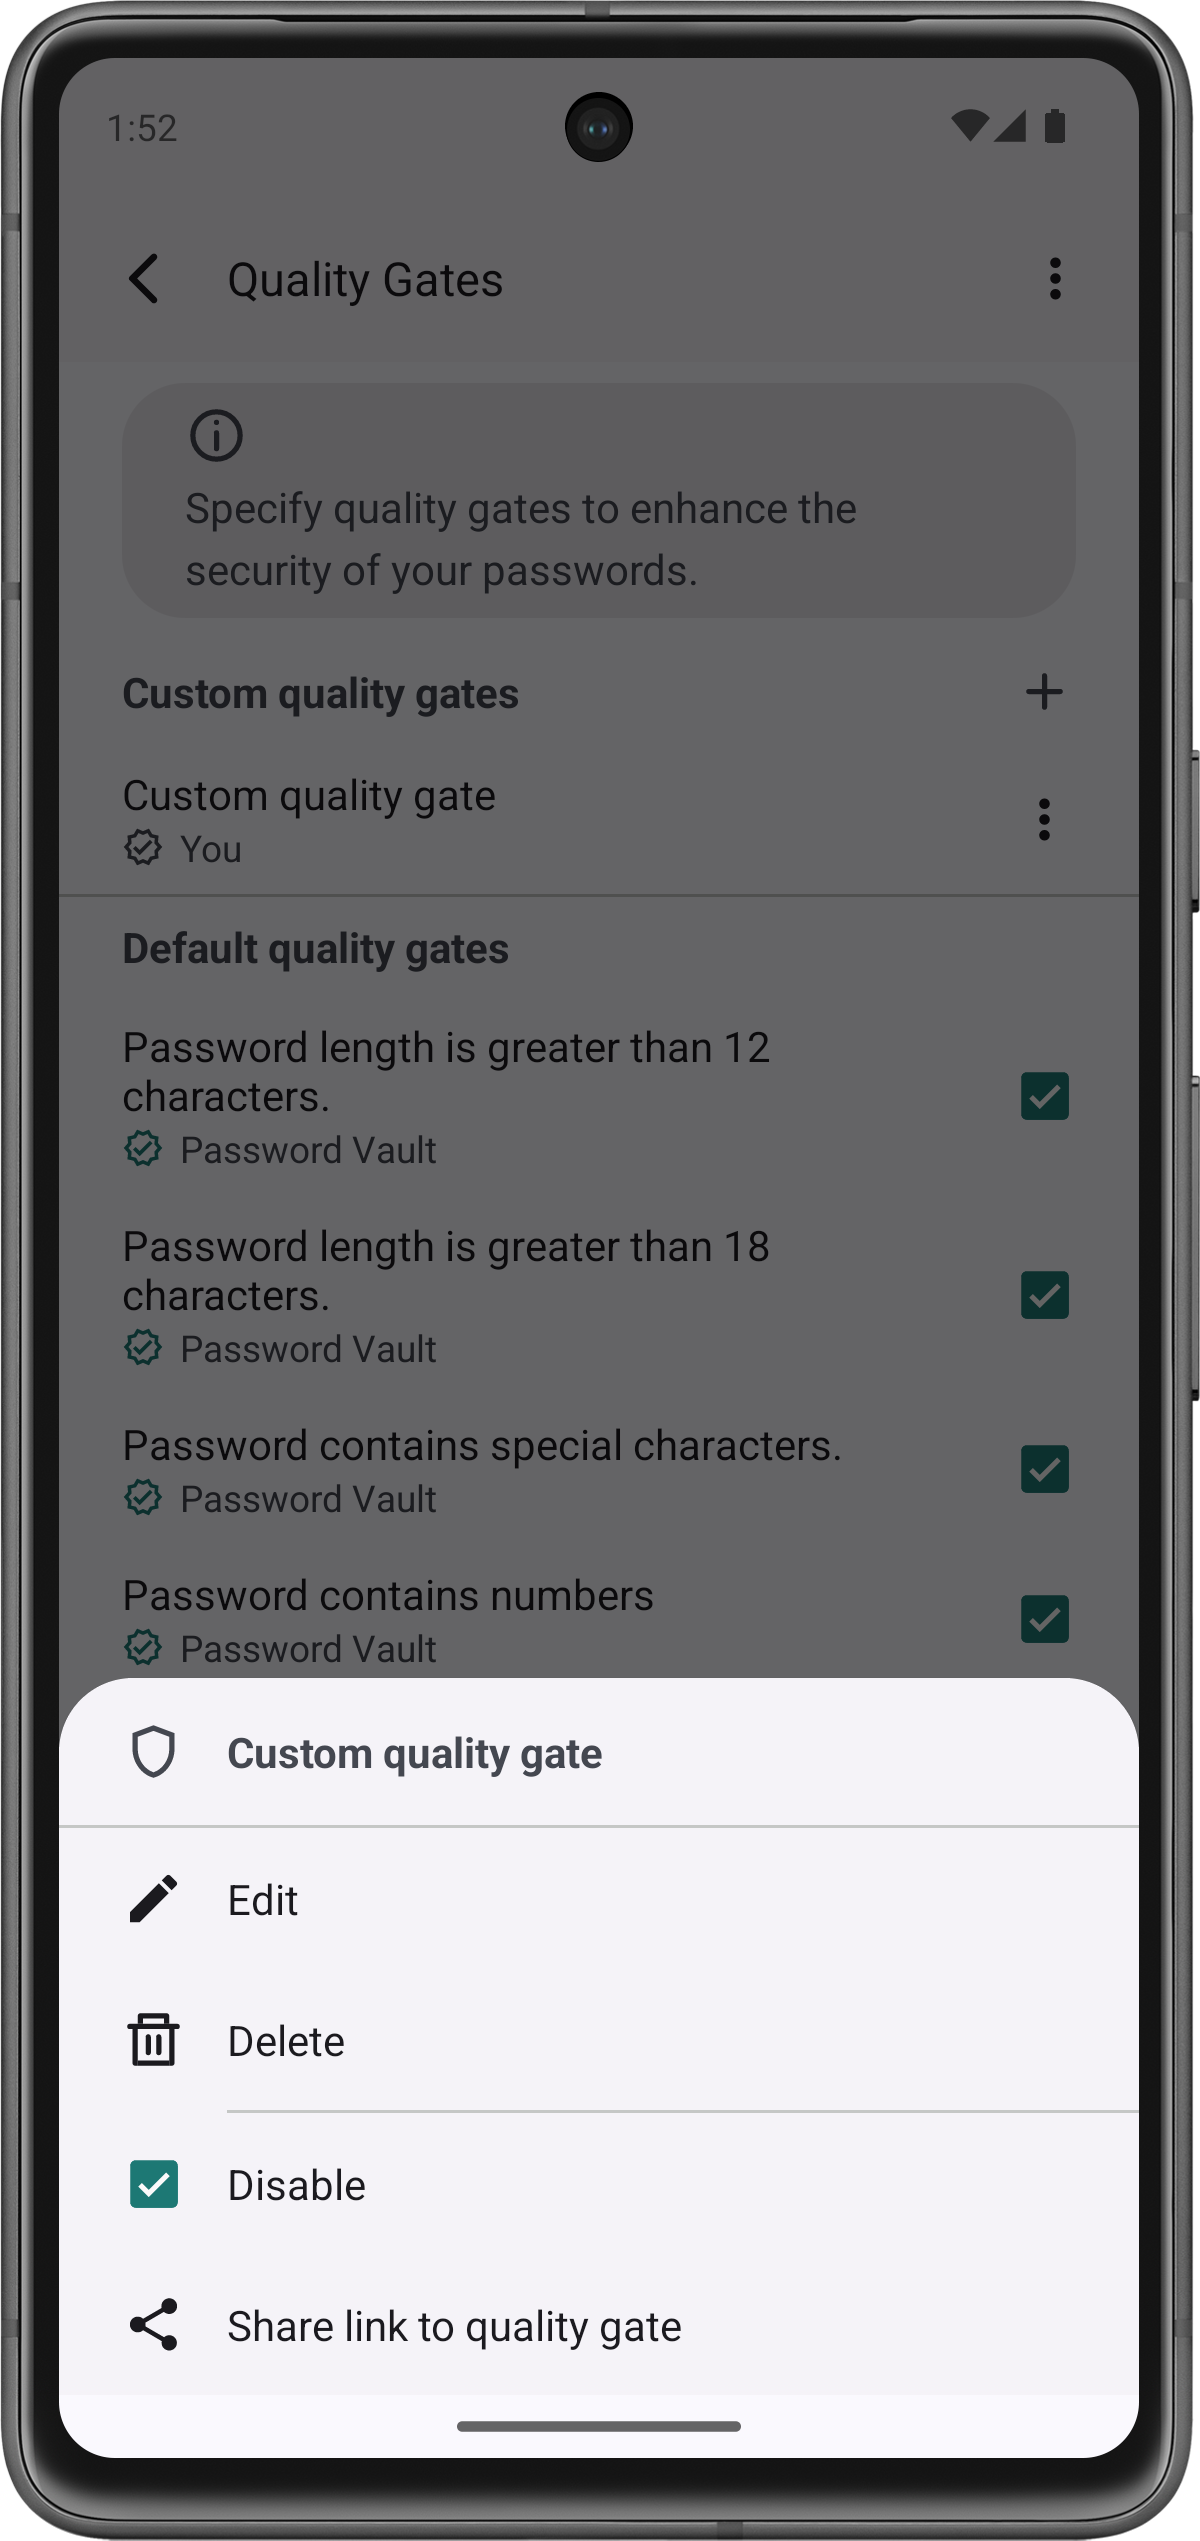 1:52
Quality Gates
Specify quality gates to enhance the
security of your passwords.
Custom quality gates
Custom quality gate
You
Default quality gates
Password length is greater than 12
characters.
Password Vault
Password length is greater than 18
characters.
Password Vault
Password contains special characters.
Password Vault
Password contains numbers
Password Vault
Custom quality gate
Edit
Delete
Disable
Share link to quality gate